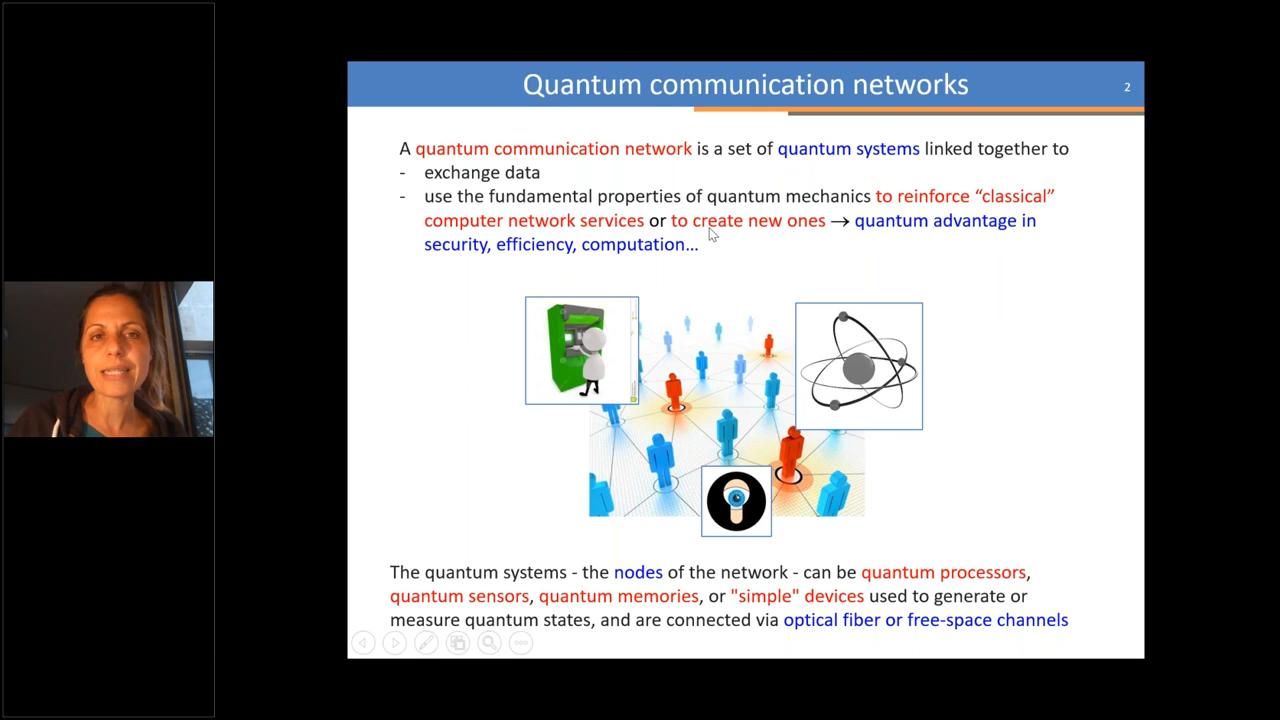 Quantum communication networks
2
A quantum communication network is a set of quantum systems linked together to
- exchange data
- use the fundamental properties of quantum mechanics to reinforce “classical”
computer network services or to create new ones → quantum advantage in
security, efficiency, computation…
The quantum systems - the nodes of the network - can be quantum processors,
quantum sensors, quantum memories, or "simple" devices used to generate or
measure quantum states, and are connected via optical fiber or free-space channels